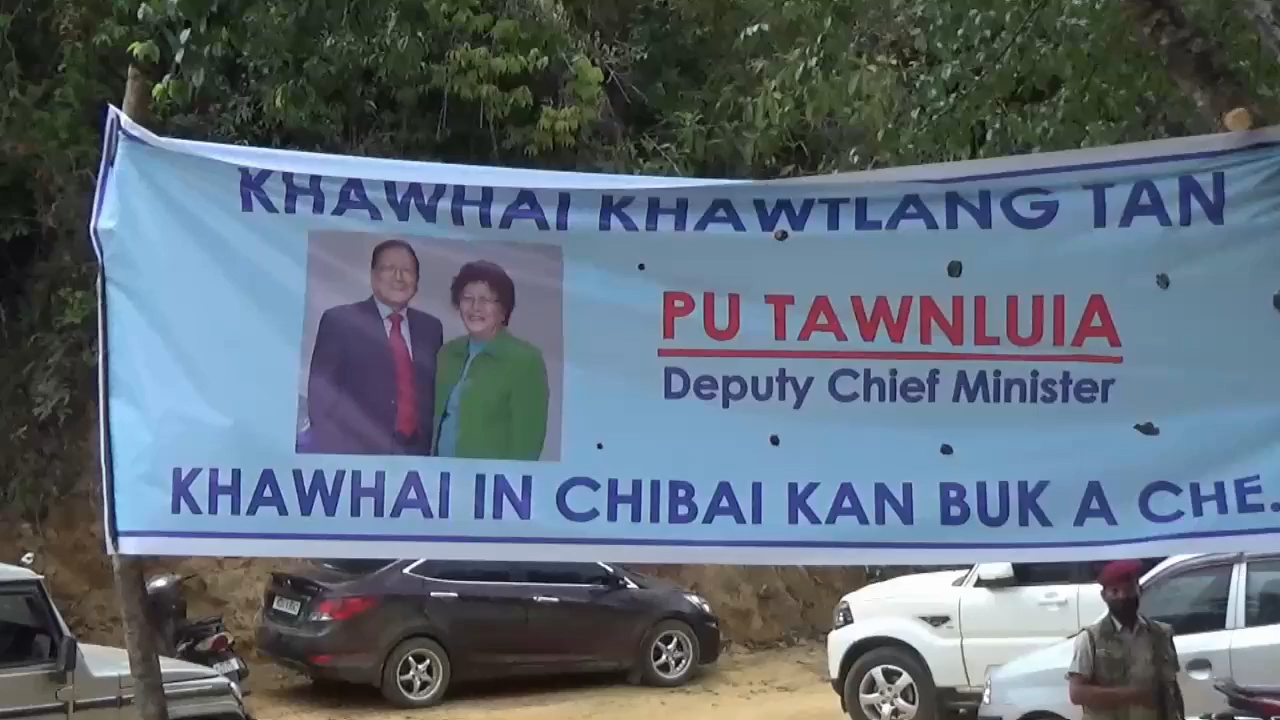 KHAWHAI KHAWTLANG TAN
PU TAWNLUIA
Deputy Chief Minister
KHAWHAI IN CHIBAI KAN BUK A CHE.